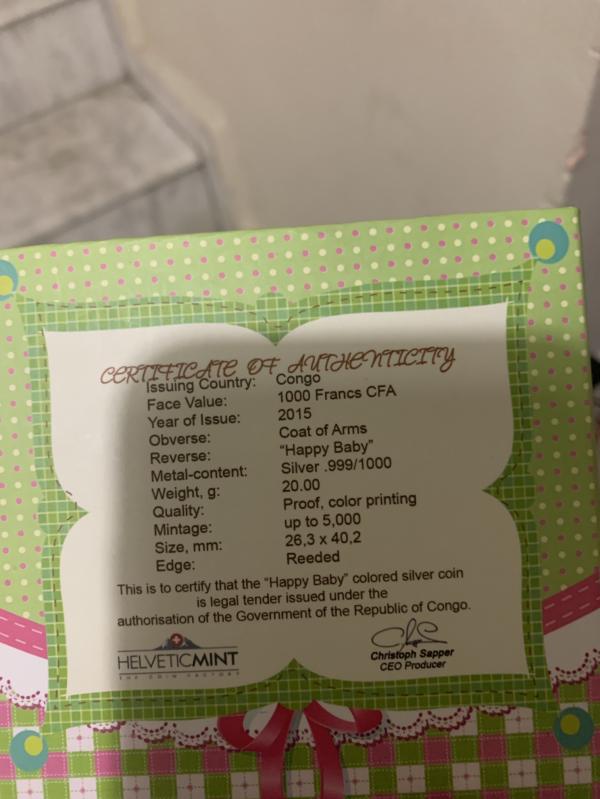 CERTIFICATE OF AUTHENTICITY
Issuing Country: Congo
Face Value: 1000 Francs CFA
Year of Issue: 2015
Obverse: Coat of Arms
Reverse: “Happy Baby”
Metal-content: Silver .999/1000
Weight, g: 20.00
Quality: Proof, color printing
Mintage: up to 5,000
Size, mm: 26,3 x 40,2
Edge: Reeded
This is to certify that the “Happy Baby” colored silver coin
is legal tender issued under the
authorisation of the Government of the Republic of Congo.
HELVETICMINT
THE COIN FACTORY
Christoph Sapper
CEO Producer